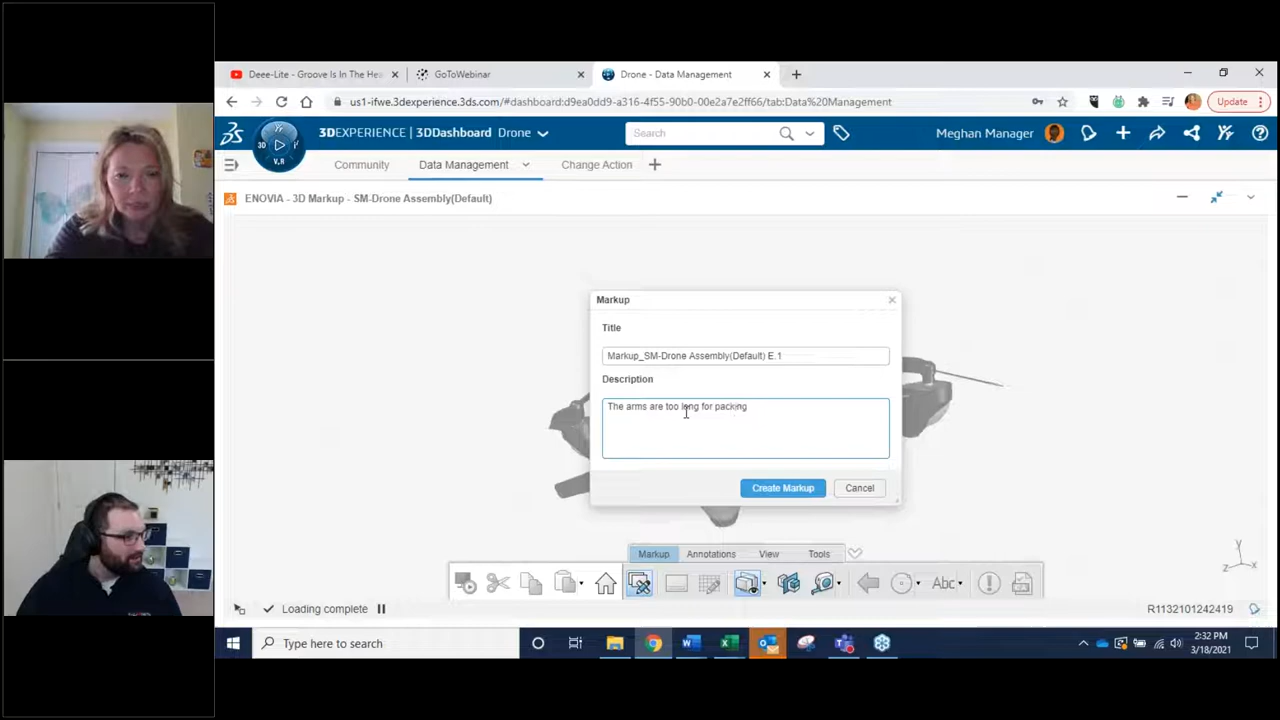 Deee-Lite - Groove Is In The Hea
GoToWebinar
Drone - Data Management
us1-ifwe.3dexperience.3ds.com/#dashboard:d9ea0dd9-a316-4f55-90b0-00e2a7e2ff66/tab:Data%20Management
Update
3D
V.R
3DEXPERIENCE | 3DDashboard Drone
Search
Meghan Manager
Community
Data Management
Change Action
ENOVIA - 3D Markup - SM-Drone Assembly(Default)
Markup
Title
Markup_SM-Drone Assembly(Default) E.1
Description
The arms are too long for packing
Create Markup
Cancel
Markup
Annotations
View
Tools
Abc
Loading complete
R1132101242419
Y
Z
X
Type here to search
2:32 PM
3/18/2021